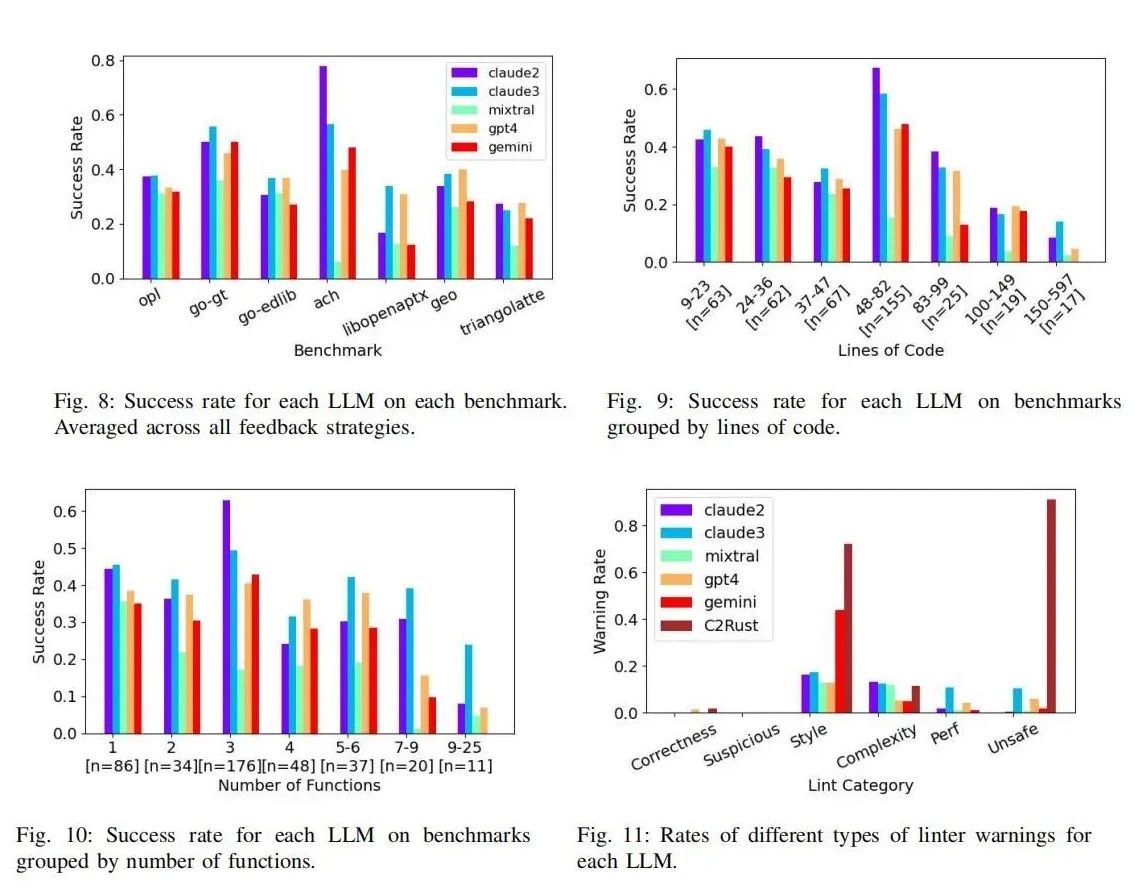 0.8
0.6
0.4
0.2
0.0
Success Rate
claude2
claude3
mixtral
gpt4
gemini
opl
go-gt
go-edlib
ach
libopenaptx
geo
triangolatte
Benchmark
Fig. 8: Success rate for each LLM on each benchmark.
Averaged across all feedback strategies.
0.6
0.4
0.2
0.0
Success Rate
9-23
[n=63]
24-36
[n=62]
37-47
[n=67]
48-82
[n=155]
83-99
[n=25]
100-149
[n=19]
150-597
[n=17]
Lines of Code
Fig. 9: Success rate for each LLM on benchmarks
grouped by lines of code.
0.6
0.5
0.4
0.3
0.2
0.1
0.0
Success Rate
1 2 3 4 5-6 7-9 9-25
[n=86] [n=34][n=176][n=48] [n=37] [n=20] [n=11]
Number of Functions
Fig. 10: Success rate for each LLM on benchmarks
grouped by number of functions.
0.8
0.6
0.4
0.2
0.0
Warning Rate
claude2
claude3
mixtral
gpt4
gemini
C2Rust
Correctness
Suspicious
Style
Complexity
Perf
Unsafe
Lint Category
Fig. 11: Rates of different types of linter warnings for
each LLM.